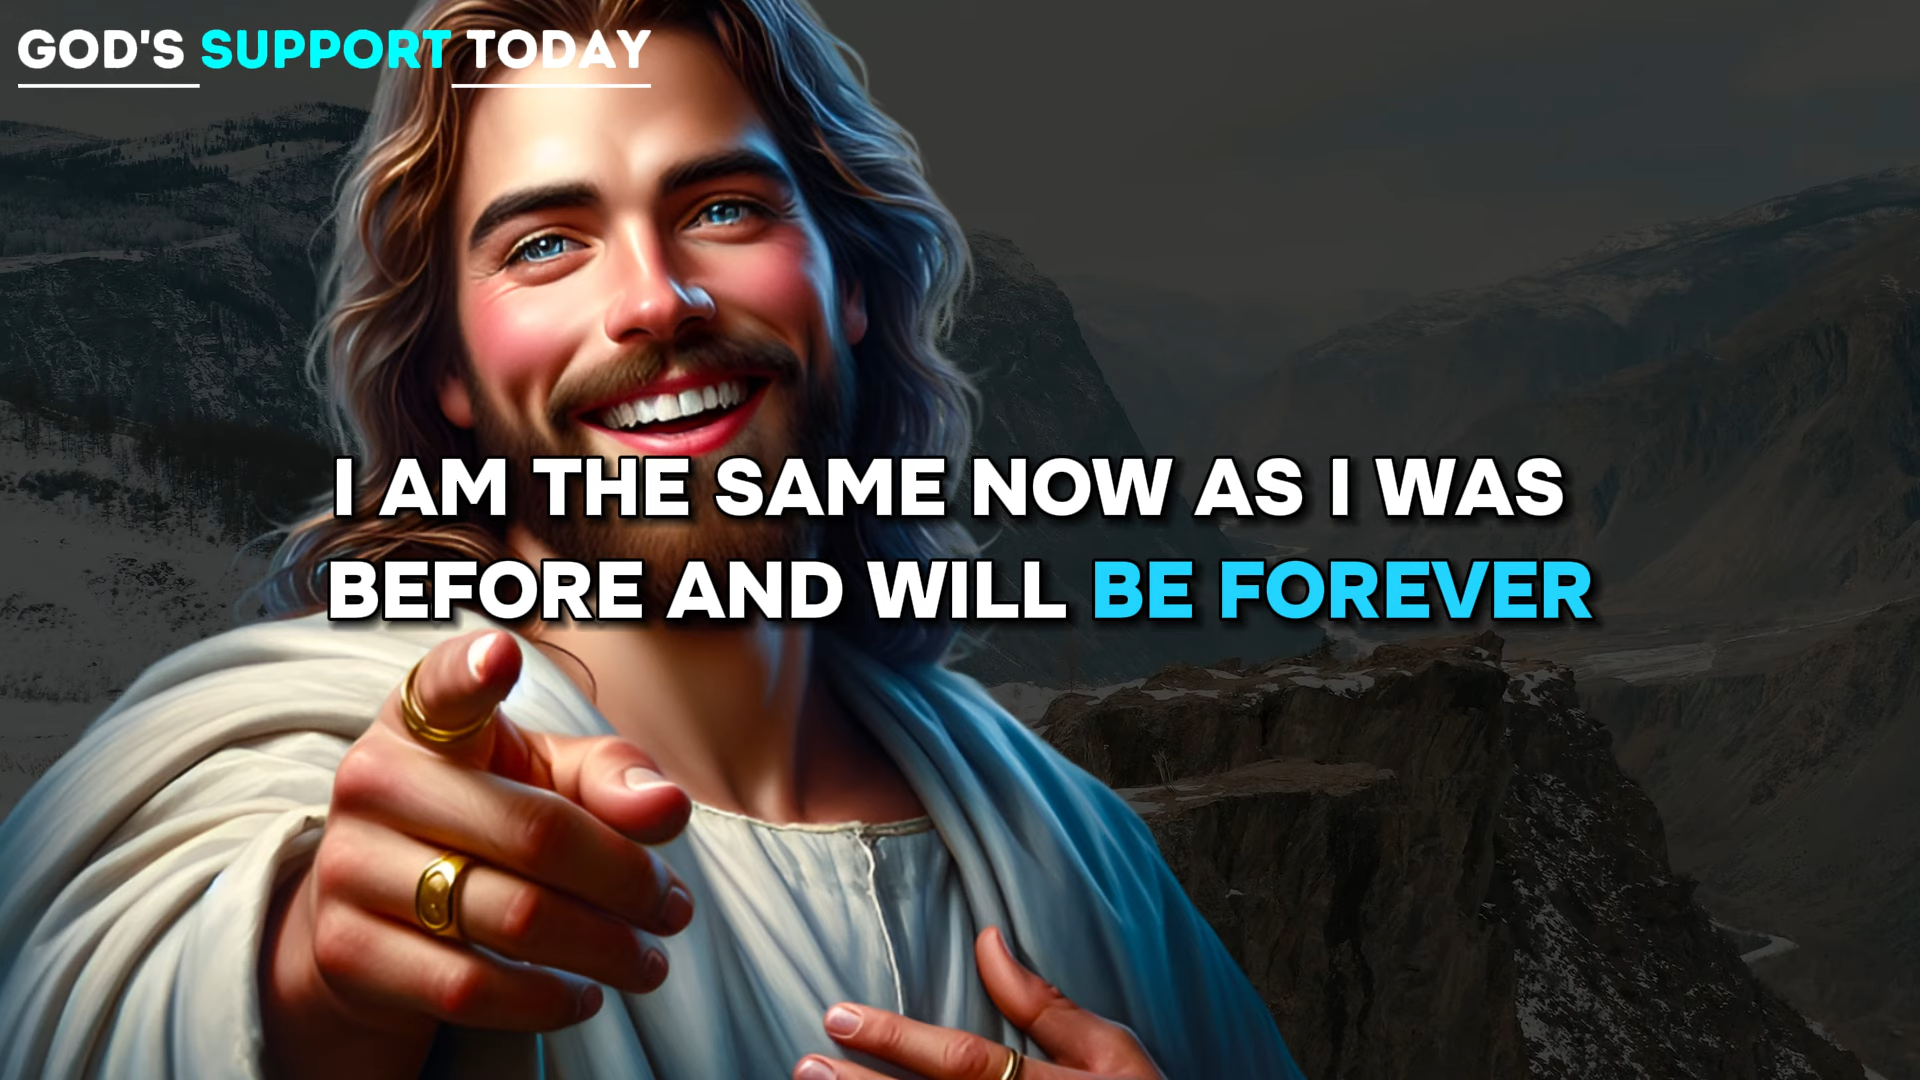 GOD'S SUPPORT TODAY
I AM THE SAME NOW AS I WAS
BEFORE AND WILL BE FOREVER